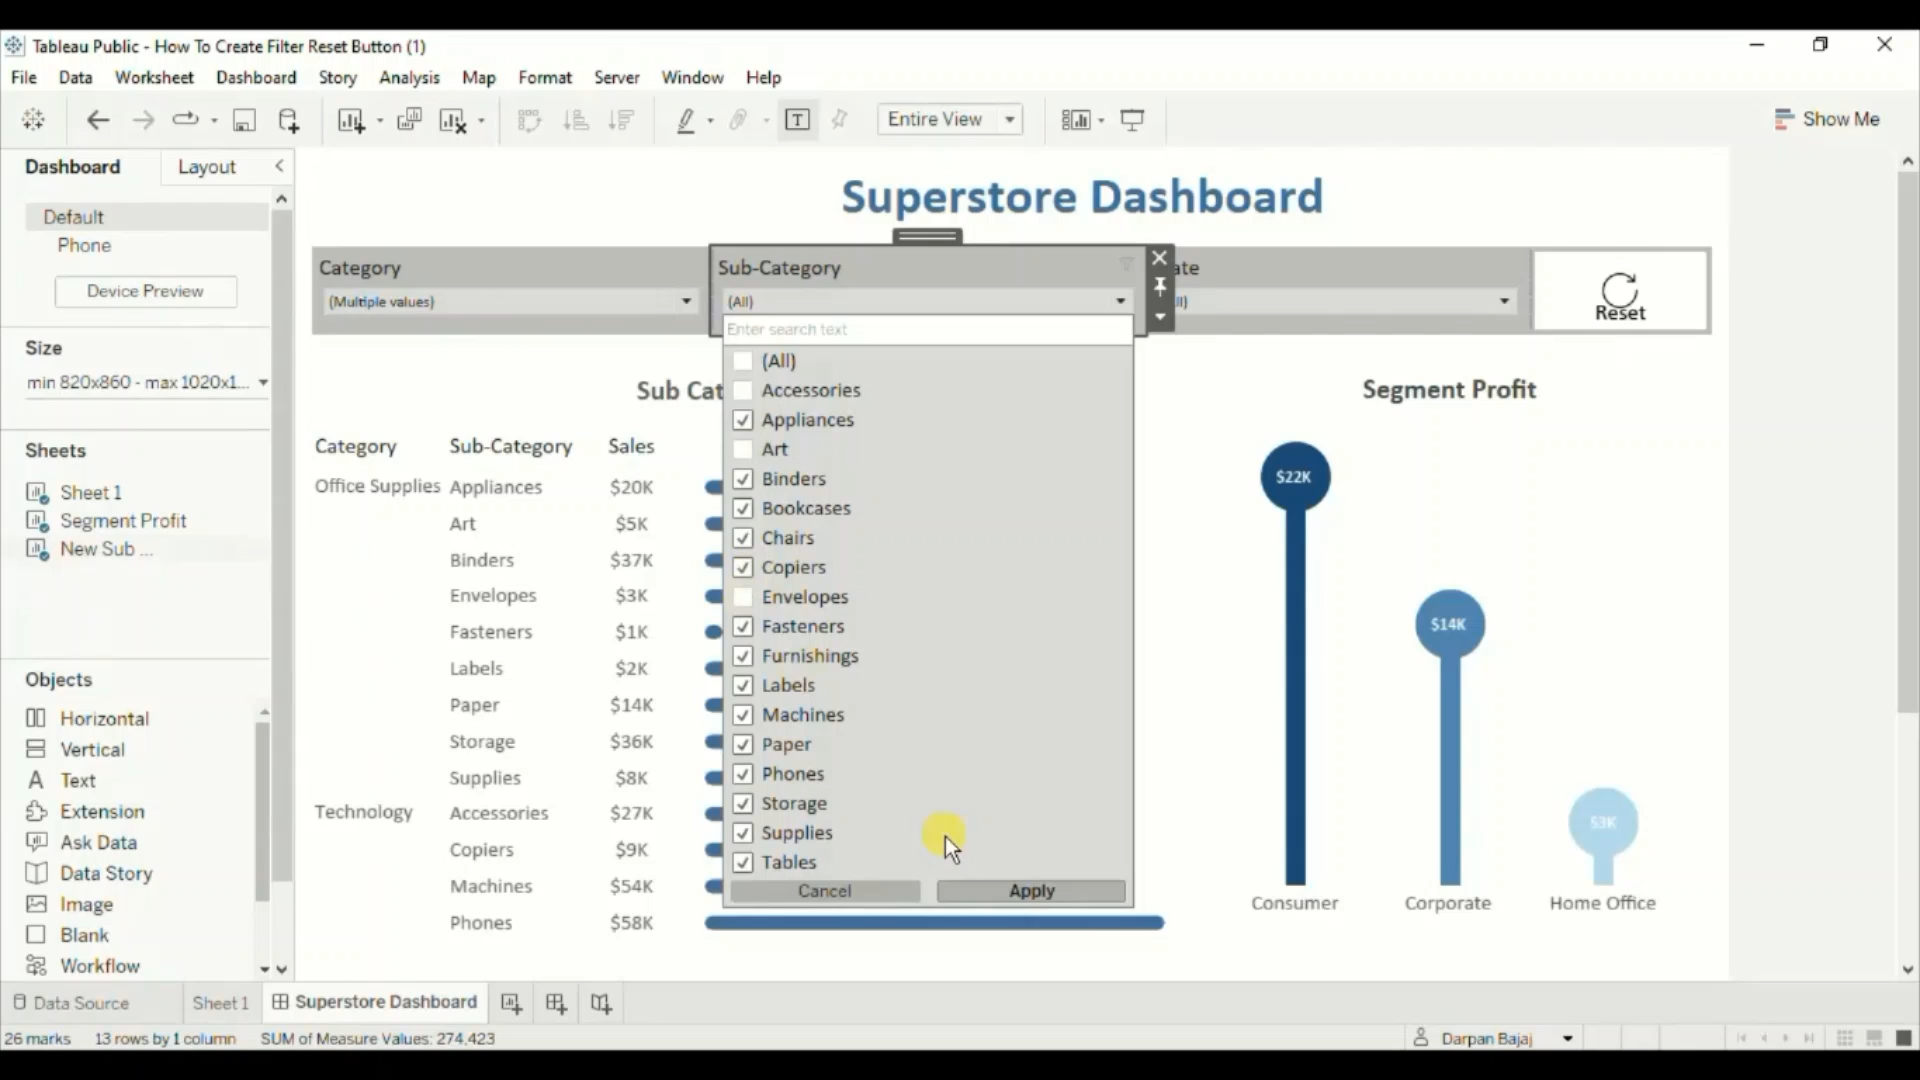 Tableau Public - How To Create Filter Reset Button (1)
File Data Worksheet Dashboard Story Analysis Map Format Server Window Help
Entire View
Show Me
Dashboard Layout
Default
Phone
Device Preview
Size
min 820x860 - max 1020x1...
Sheets
Sheet 1
Segment Profit
New Sub ...
Objects
Horizontal
Vertical
Text
Extension
Ask Data
Data Story
Image
Blank
Workflow
Superstore Dashboard
Category
(Multiple values)
Sub-Category
(All)
ate
ll)
Reset
Enter search text
(All)
Accessories
Appliances
Art
Binders
Bookcases
Chairs
Copiers
Envelopes
Fasteners
Furnishings
Labels
Machines
Paper
Phones
Storage
Supplies
Tables
Cancel Apply
Sub Cat
Category Sub-Category Sales
Office Supplies Appliances $20K
Art $5K
Binders $37K
Envelopes $3K
Fasteners $1K
Labels $2K
Paper $14K
Storage $36K
Supplies $8K
Technology Accessories $27K
Copiers $9K
Machines $54K
Phones $58K
Segment Profit
$22K
$14K
$3K
Consumer Corporate Home Office
Data Source Sheet 1 Superstore Dashboard
26 marks 13 rows by 1 column SUM of Measure Values: 274,423
Darpan Bajaj